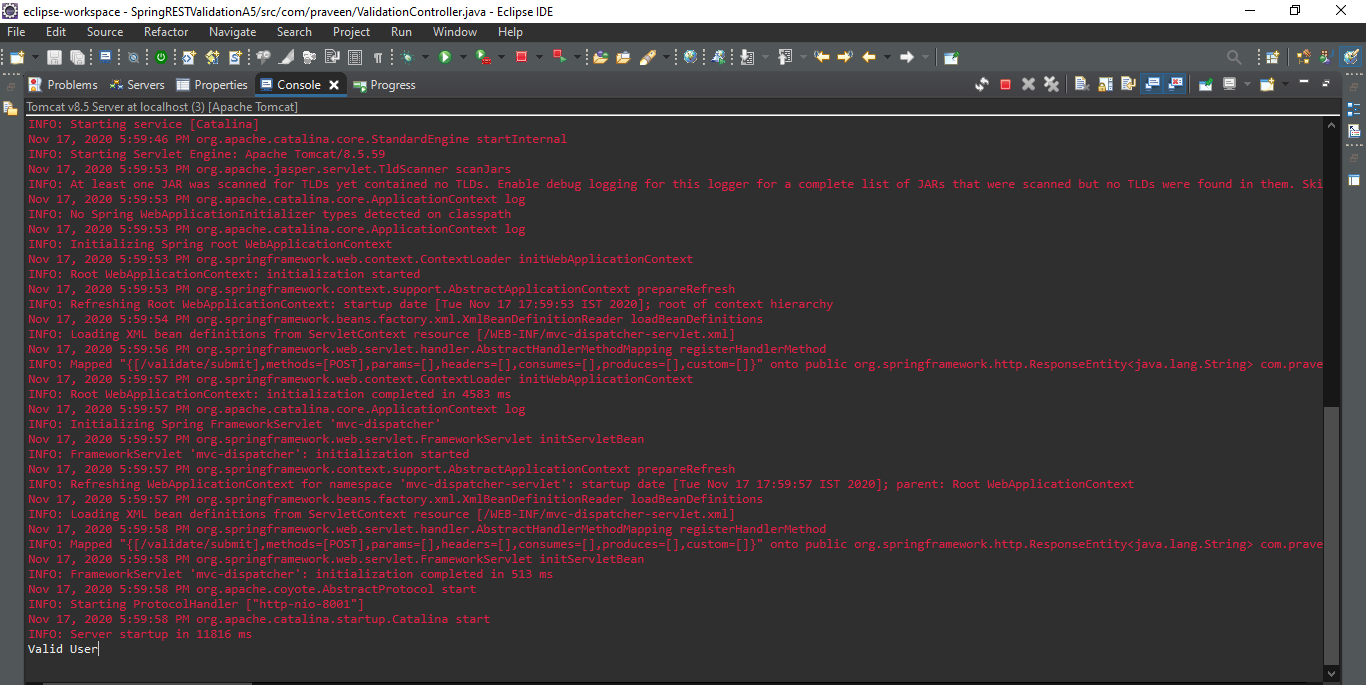 eclipse-workspace - SpringRESTValidationA5/src/com/praveen/ValidationController.java - Eclipse IDE
File Edit Source Refactor Navigate Search Project Run Window Help
Problems Servers Properties Console Progress
Tomcat v8.5 Server at localhost (3) [Apache Tomcat]
INFO: Starting service [Catalina]
Nov 17, 2020 5:59:46 PM org.apache.catalina.core.StandardEngine startInternal
INFO: Starting Servlet Engine: Apache Tomcat/8.5.59
Nov 17, 2020 5:59:53 PM org.apache.jasper.servlet.TldScanner scanJars
INFO: At least one JAR was scanned for TLDs yet contained no TLDs. Enable debug logging for this logger for a complete list of JARs that were scanned but no TLDs were found in them. Ski
Nov 17, 2020 5:59:53 PM org.apache.catalina.core.ApplicationContext log
INFO: No Spring WebApplicationInitializer types detected on classpath
Nov 17, 2020 5:59:53 PM org.apache.catalina.core.ApplicationContext log
INFO: Initializing Spring root WebApplicationContext
Nov 17, 2020 5:59:53 PM org.springframework.web.context.ContextLoader initWebApplicationContext
INFO: Root WebApplicationContext: initialization started
Nov 17, 2020 5:59:53 PM org.springframework.context.support.AbstractApplicationContext prepareRefresh
INFO: Refreshing Root WebApplicationContext: startup date [Tue Nov 17 17:59:53 IST 2020]; root of context hierarchy
Nov 17, 2020 5:59:54 PM org.springframework.beans.factory.xml.XmlBeanDefinitionReader loadBeanDefinitions
INFO: Loading XML bean definitions from ServletContext resource [/WEB-INF/mvc-dispatcher-servlet.xml]
Nov 17, 2020 5:59:56 PM org.springframework.web.servlet.handler.AbstractHandlerMethodMapping registerHandlerMethod
INFO: Mapped "{[/validate/submit],methods=[POST],params=[],headers=[],consumes=[],produces=[],custom=[]}" onto public org.springframework.http.ResponseEntity<java.lang.String> com.prave
Nov 17, 2020 5:59:57 PM org.springframework.web.context.ContextLoader initWebApplicationContext
INFO: Root WebApplicationContext: initialization completed in 4583 ms
Nov 17, 2020 5:59:57 PM org.apache.catalina.core.ApplicationContext log
INFO: Initializing Spring FrameworkServlet 'mvc-dispatcher'
Nov 17, 2020 5:59:57 PM org.springframework.web.servlet.FrameworkServlet initServletBean
INFO: FrameworkServlet 'mvc-dispatcher': initialization started
Nov 17, 2020 5:59:57 PM org.springframework.context.support.AbstractApplicationContext prepareRefresh
INFO: Refreshing WebApplicationContext for namespace 'mvc-dispatcher-servlet': startup date [Tue Nov 17 17:59:57 IST 2020]; parent: Root WebApplicationContext
Nov 17, 2020 5:59:57 PM org.springframework.beans.factory.xml.XmlBeanDefinitionReader loadBeanDefinitions
INFO: Loading XML bean definitions from ServletContext resource [/WEB-INF/mvc-dispatcher-servlet.xml]
Nov 17, 2020 5:59:58 PM org.springframework.web.servlet.handler.AbstractHandlerMethodMapping registerHandlerMethod
INFO: Mapped "{[/validate/submit],methods=[POST],params=[],headers=[],consumes=[],produces=[],custom=[]}" onto public org.springframework.http.ResponseEntity<java.lang.String> com.prave
Nov 17, 2020 5:59:58 PM org.springframework.web.servlet.FrameworkServlet initServletBean
INFO: FrameworkServlet 'mvc-dispatcher': initialization completed in 513 ms
Nov 17, 2020 5:59:58 PM org.apache.coyote.AbstractProtocol start
INFO: Starting ProtocolHandler ["http-nio-8001"]
Nov 17, 2020 5:59:58 PM org.apache.catalina.startup.Catalina start
INFO: Server startup in 11816 ms
Valid User